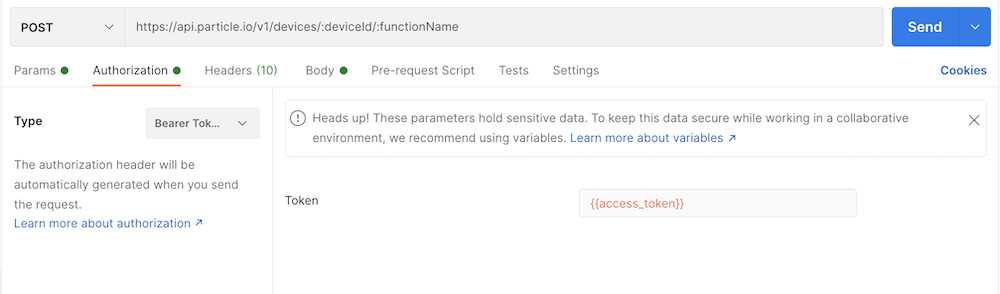 POST https://api.particle.io/v1/devices/:deviceId/:functionName Send
Params Authorization Headers (10) Body Pre-request Script Tests Settings Cookies
Type Bearer Tok...
The authorization header will be
automatically generated when you send
the request.
Learn more about authorization ↗
Heads up! These parameters hold sensitive data. To keep this data secure while working in a collaborative
environment, we recommend using variables. Learn more about variables ↗
Token {{access_token}}